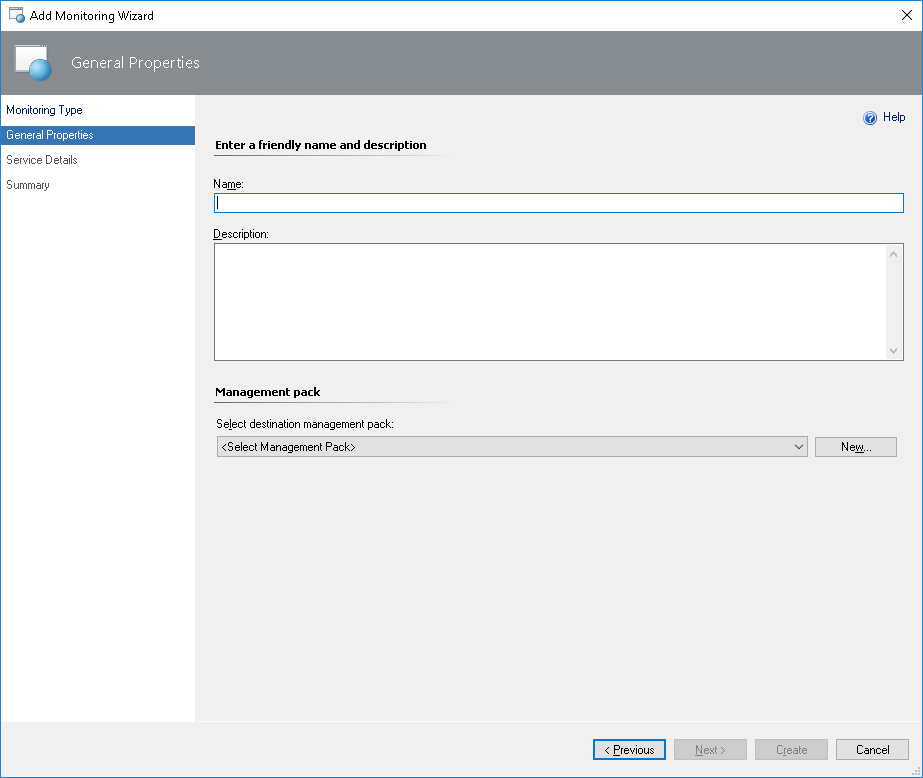 Add Monitoring Wizard
General Properties
Monitoring Type
General Properties
Service Details
Summary
Help
Enter a friendly name and description
Name:
Description:
Management pack
Select destination management pack:
<Select Management Pack>
New...
< Previous
Next >
Create
Cancel